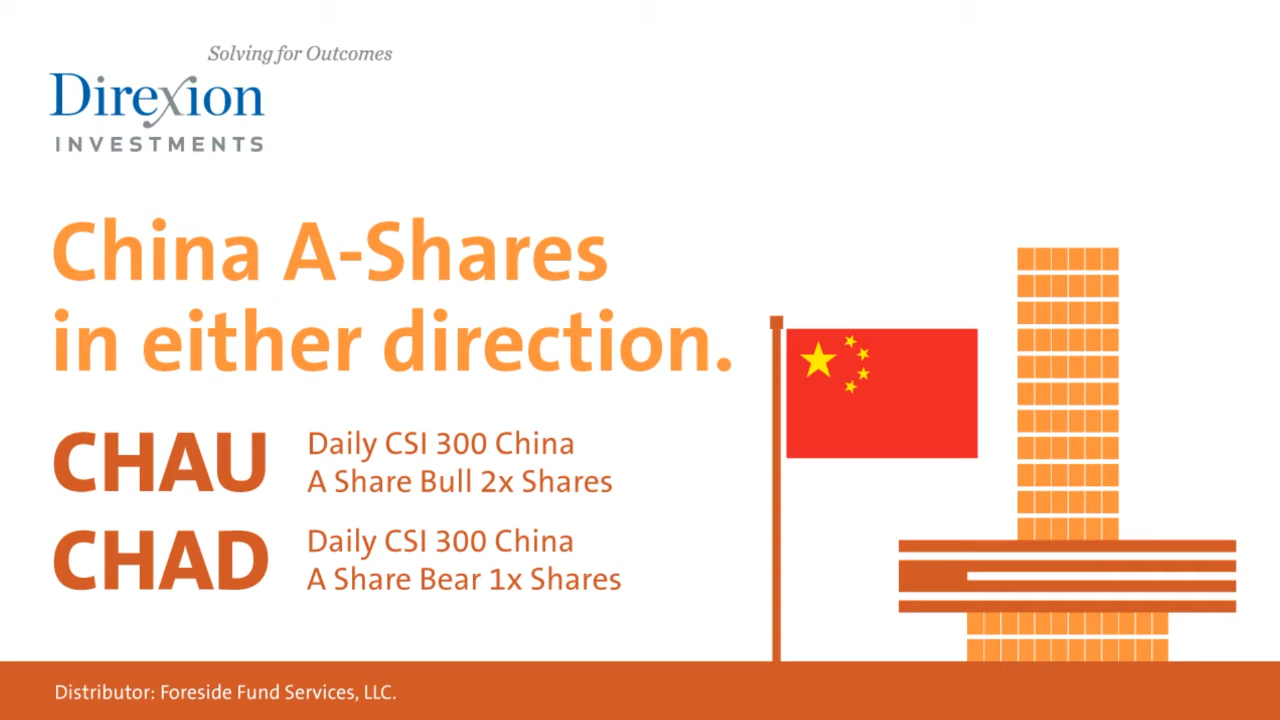 Solving for Outcomes
Direxion
INVESTMENTS
China A-Shares
in either direction.
CHAU
Daily CSI 300 China
A Share Bull 2x Shares
CHAD
Daily CSI 300 China
A Share Bear 1x Shares
Distributor: Foreside Fund Services, LLC.